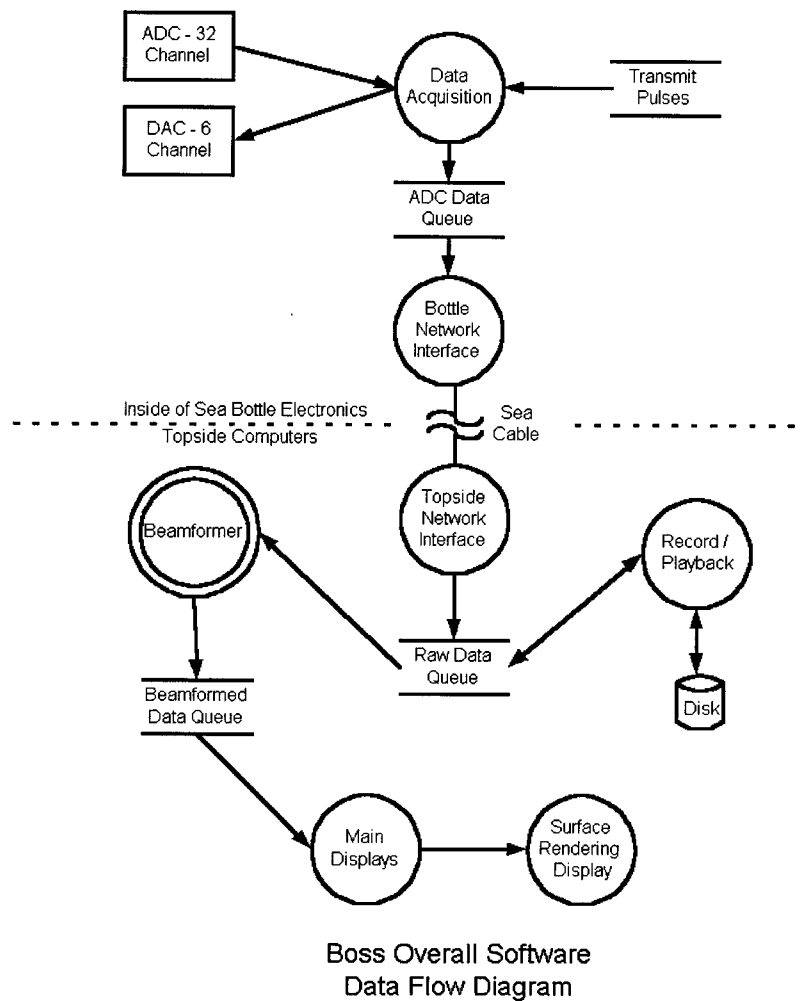 ADC - 32
Channel
Data
Acquisition
Transmit
Pulses
DAC - 6
Channel
ADC Data
Queue
Bottle
Network
Interface
Inside of Sea Bottle Electronics
Sea
Cable
Topside Computers
Topside
Network
Interface
Beamformer
Record /
Playback
Raw Data
Queue
Beamformed
Data Queue
Disk
Main
Displays
Surface
Rendering
Display
Boss Overall Software
Data Flow Diagram